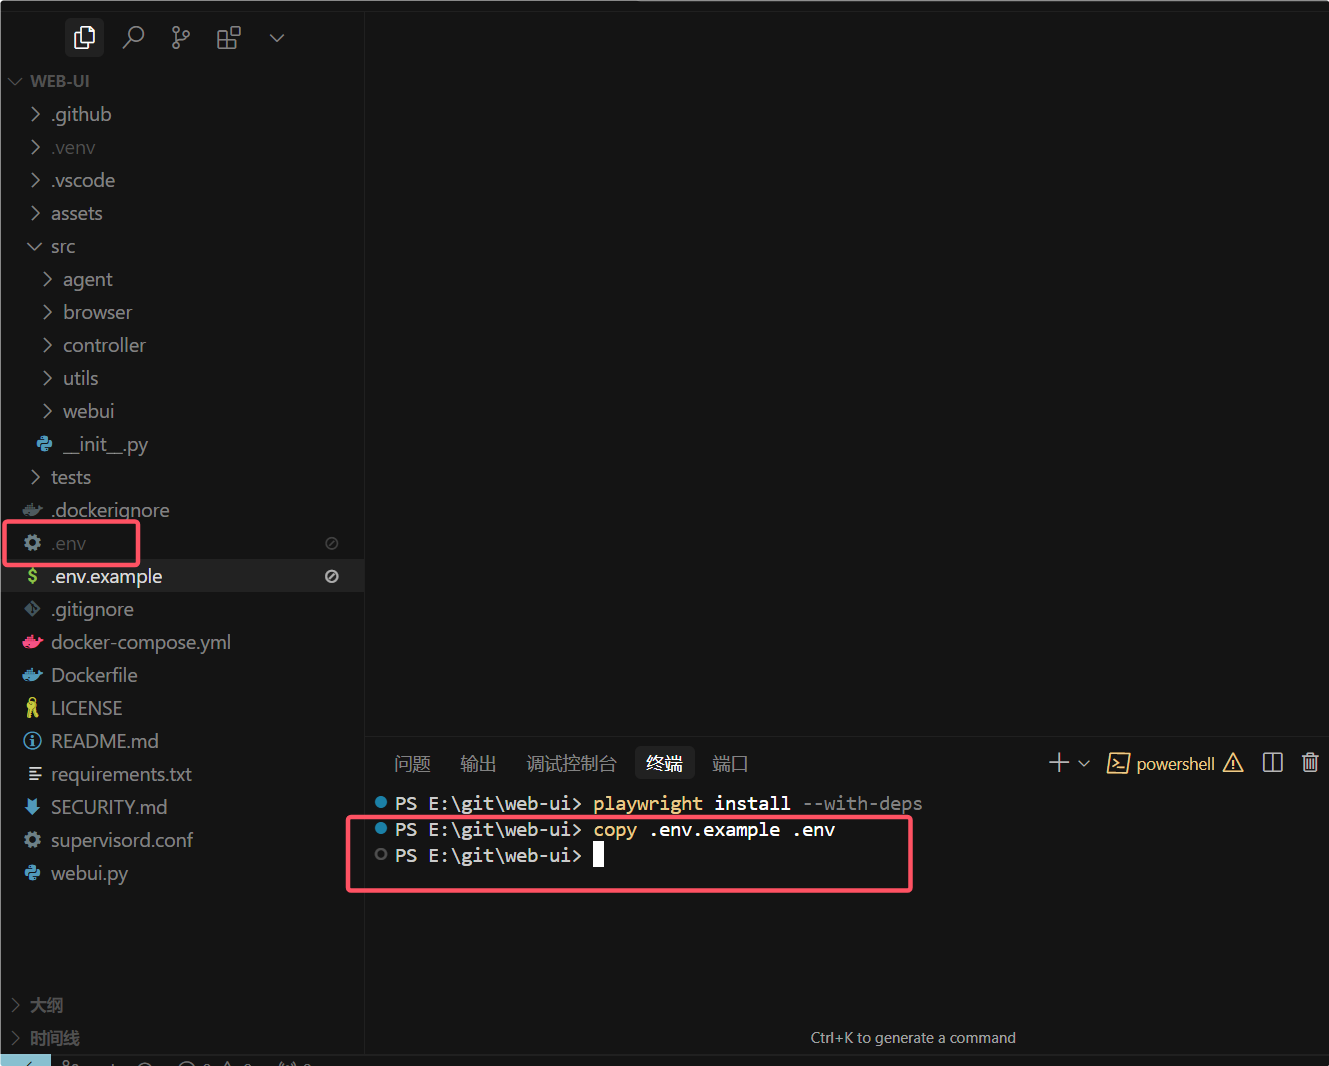 WEB-UI
.github
.venv
.vscode
assets
src
agent
browser
controller
utils
webui
__init__.py
tests
.dockerignore
.env
.env.example
.gitignore
docker-compose.yml
Dockerfile
LICENSE
README.md
requirements.txt
SECURITY.md
supervisord.conf
webui.py
大纲
时间线
问题 输出 调试控制台 终端 端口 powershell
PS E:\git\web-ui> playwright install --with-deps
PS E:\git\web-ui> copy .env.example .env
PS E:\git\web-ui>
Ctrl+K to generate a command